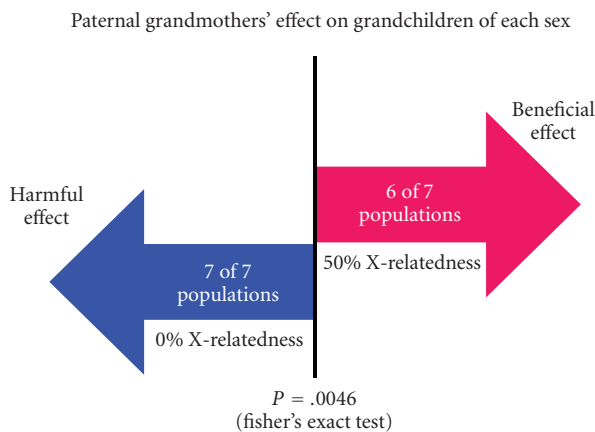 Paternal grandmothers’ effect on grandchildren of each sex
Beneficial
effect
6 of 7
populations
50% X-relatedness
Harmful
effect
7 of 7
populations
0% X-relatedness
P = .0046
(fisher’s exact test)